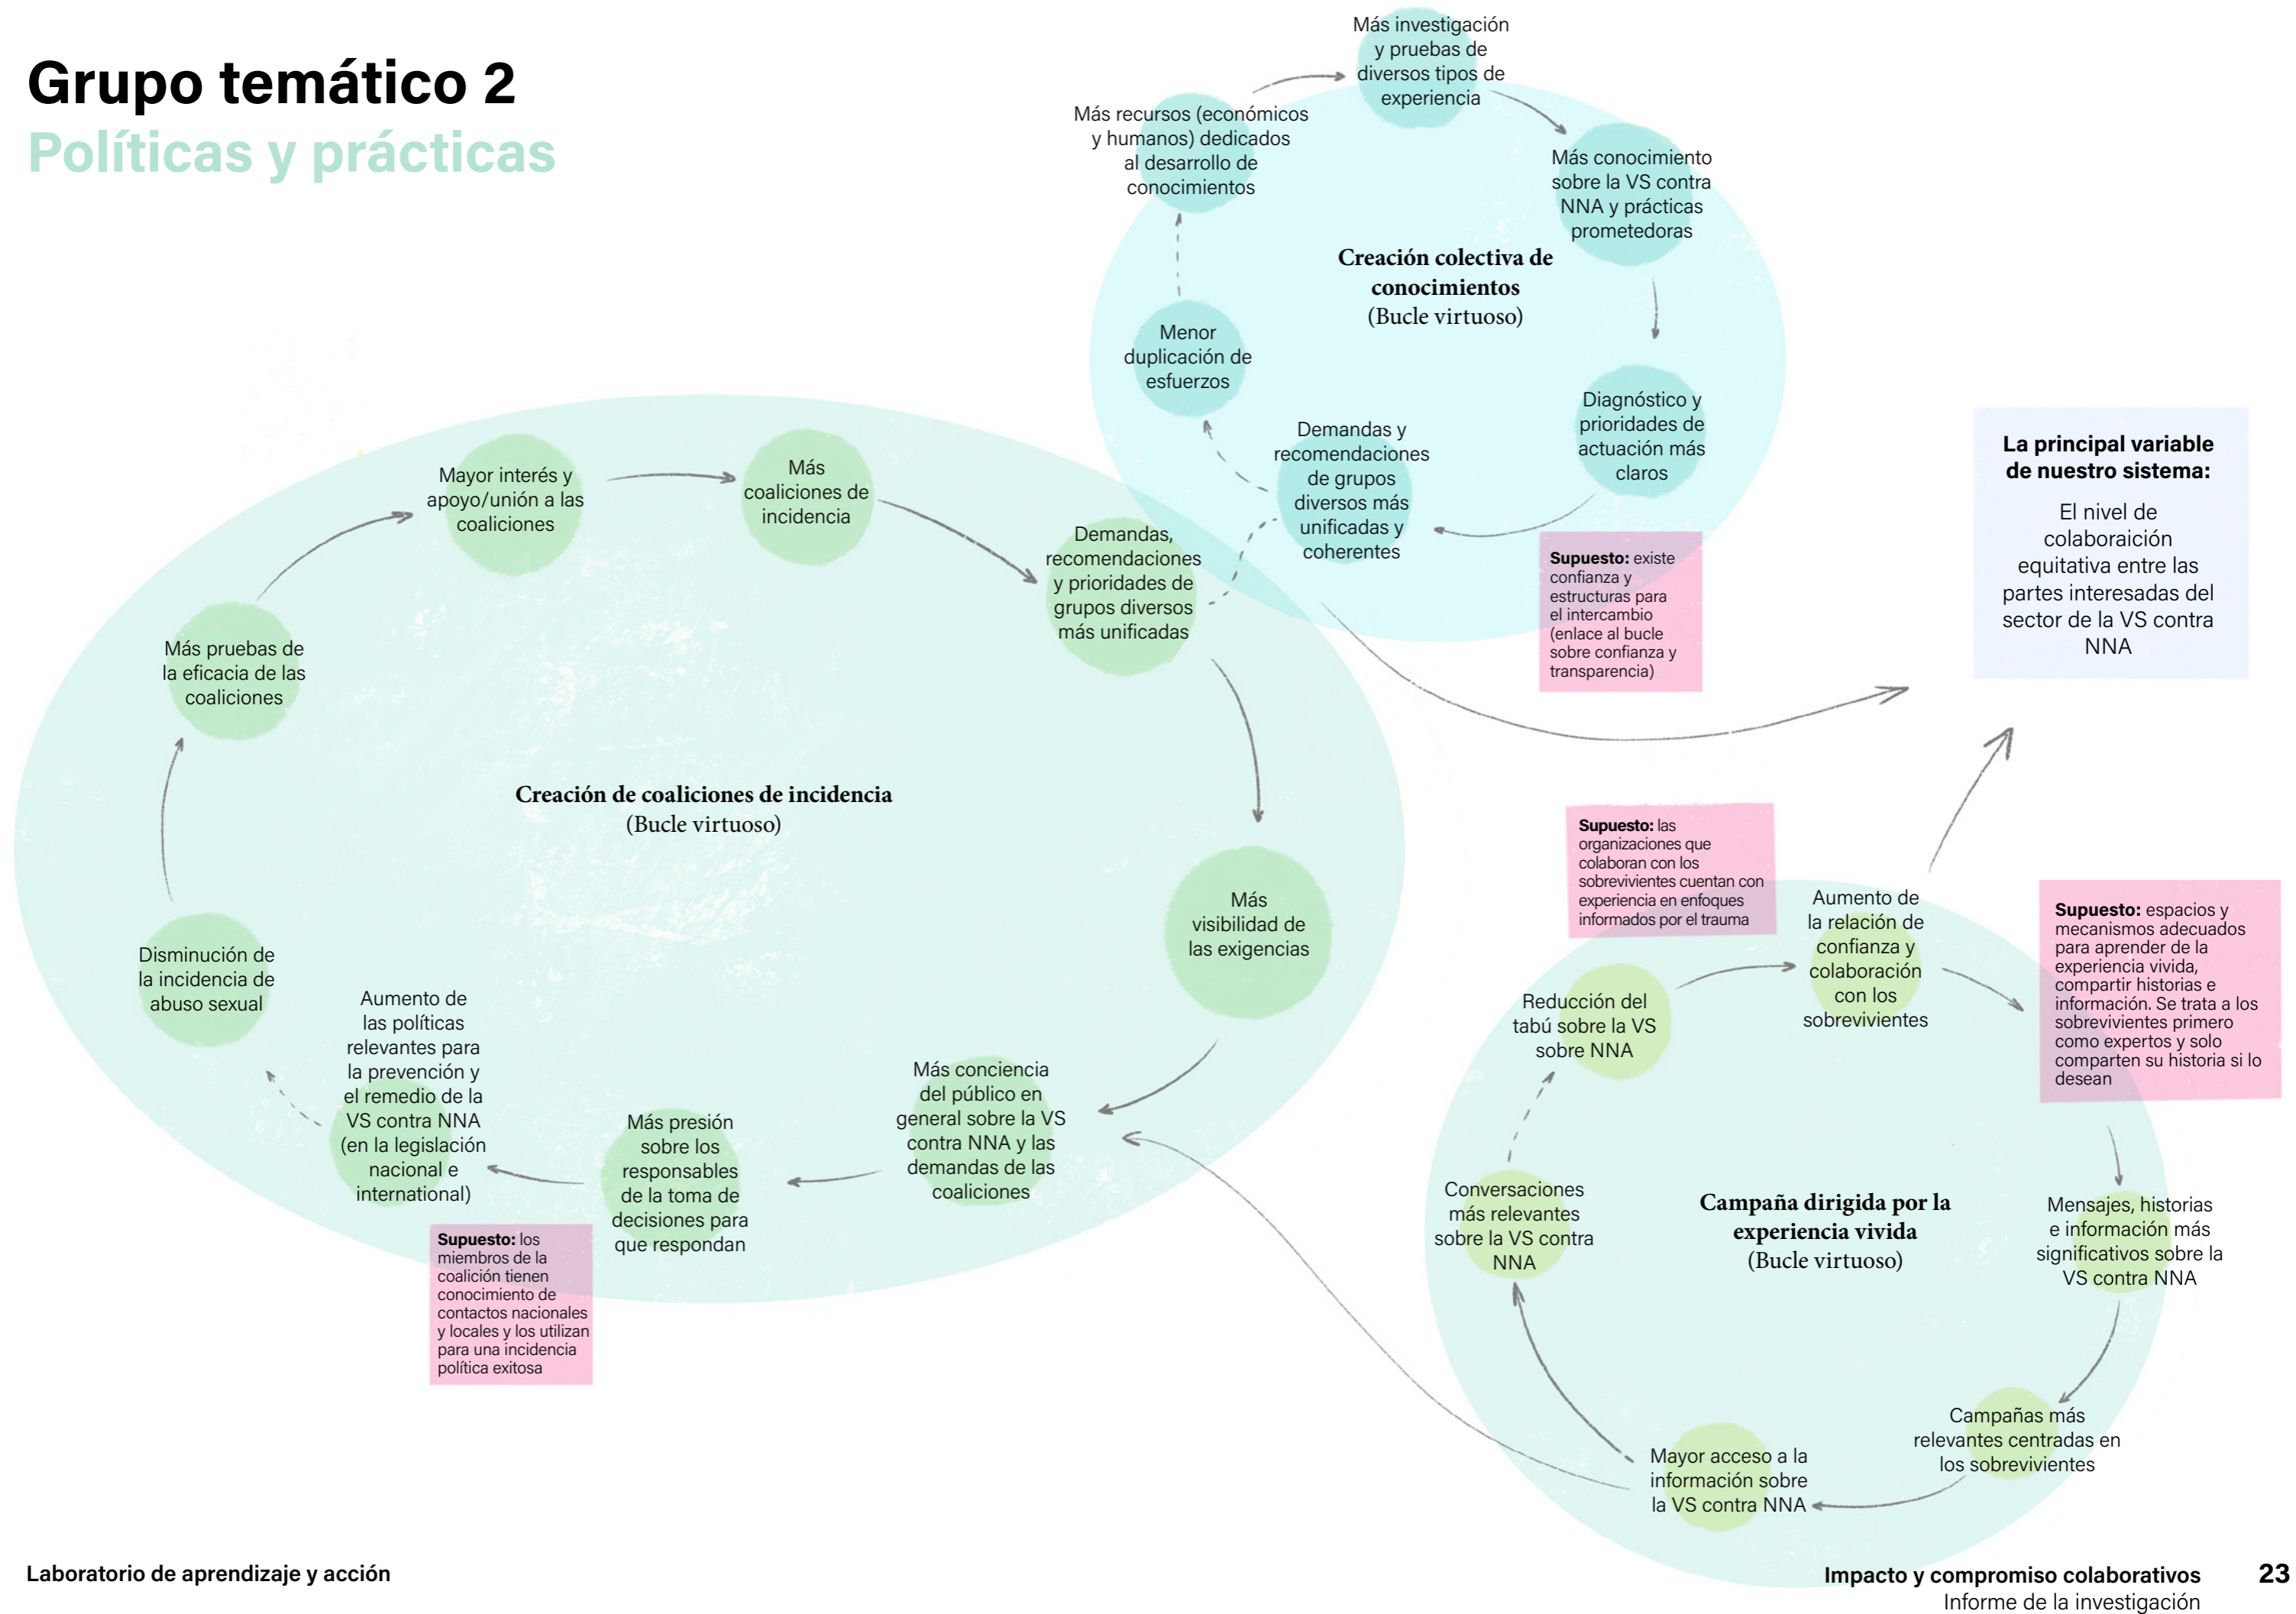 Grupo temático 2
Políticas y prácticas
Más investigación
y pruebas de
diversos tipos de
experiencia
Más recursos (económicos
y humanos) dedicados
al desarrollo de
conocimientos
Más conocimiento
sobre la VS contra
NNA y prácticas
prometedoras
Creación colectiva de
conocimientos
(Bucle virtuoso)
Menor
duplicación de
esfuerzos
Diagnóstico y
prioridades de
actuación más
claros
Demandas y
recomendaciones
de grupos
diversos más
unificadas y
coherentes
Supuesto: existe
confianza y
estructuras para
el intercambio
(enlace al bucle
sobre confianza y
transparencia)
La principal variable
de nuestro sistema:
El nivel de
colaboraición
equitativa entre las
partes interesadas del
sector de la VS contra
NNA
Mayor interés y
apoyo/unión a las
coaliciones
Más
coaliciones de
incidencia
Demandas,
recomendaciones
y prioridades de
grupos diversos
más unificadas
Más pruebas de
la eficacia de las
coaliciones
Creación de coaliciones de incidencia
(Bucle virtuoso)
Más
visibilidad de
las exigencias
Disminución de
la incidencia de
abuso sexual
Aumento de
las políticas
relevantes para
la prevención y
el remedio de la
VS contra NNA
(en la legislación
nacional e
international)
Más presión
sobre los
responsables
de la toma de
decisiones para
que respondan
Más conciencia
del público en
general sobre la VS
contra NNA y las
demandas de las
coaliciones
Supuesto: los
miembros de la
coalición tienen
conocimiento de
contactos nacionales
y locales y los utilizan
para una incidencia
política exitosa
Supuesto: las
organizaciones que
colaboran con los
sobrevivientes cuentan con
experiencia en enfoques
informados por el trauma
Aumento de
la relación de
confianza y
colaboración
con los
sobrevivientes
Supuesto: espacios y
mecanismos adecuados
para aprender de la
experiencia vivida,
compartir historias e
información. Se trata a los
sobrevivientes primero
como expertos y solo
comparten su historia si lo
desean
Reducción del
tabú sobre la VS
sobre NNA
Conversaciones
más relevantes
sobre la VS contra
NNA
Campaña dirigida por la
experiencia vivida
(Bucle virtuoso)
Mensajes, historias
e información más
significativos sobre la
VS contra NNA
Campañas más
relevantes centradas en
los sobrevivientes
Mayor acceso a la
información sobre
la VS contra NNA
Laboratorio de aprendizaje y acción
Impacto y compromiso colaborativos 23
Informe de la investigación